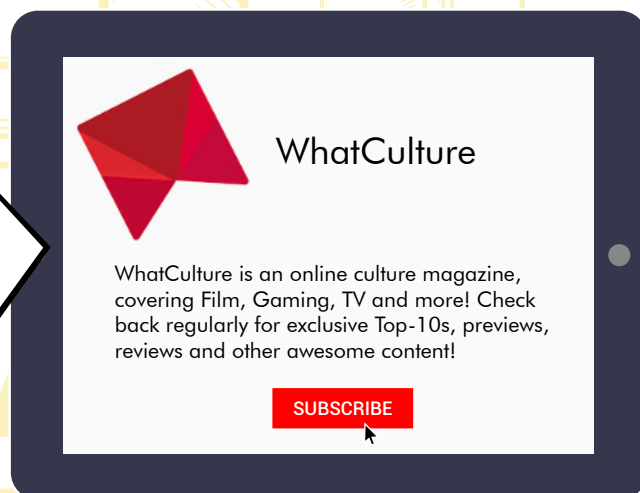 WhatCulture
WhatCulture is an online culture magazine,
covering Film, Gaming, TV and more! Check
back regularly for exclusive Top-10s, previews,
reviews and other awesome content!
SUBSCRIBE